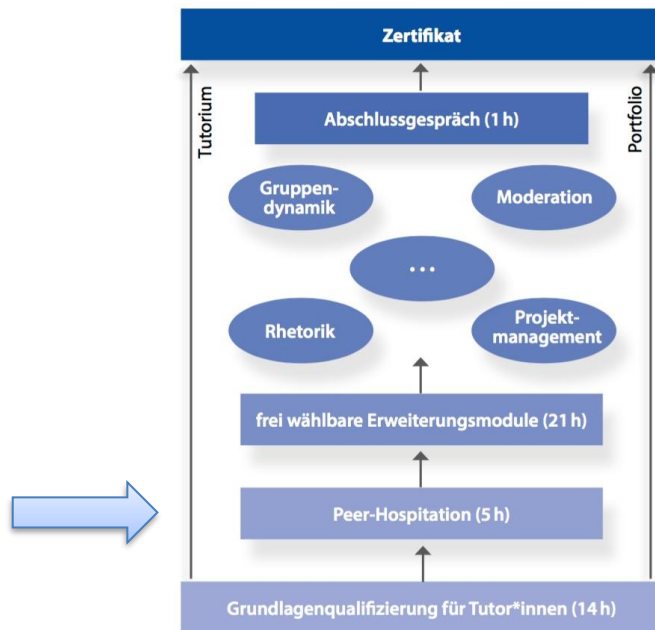 Zertifikat
Tutorium
Portfolio
Abschlussgespräch (1 h)
Gruppen-
dynamik
Moderation
...
Rhetorik
Projekt-
management
frei wählbare Erweiterungsmodule (21 h)
Peer-Hospitation (5 h)
Grundlagenqualifizierung für Tutor*innen (14 h)